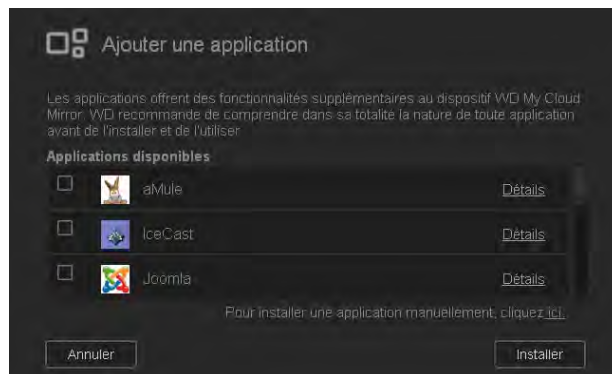 Ajouter une application
Les applications offrent des fonctionnalités supplémentaires au dispositif WD My Cloud
Mirror. WD recommande de comprendre dans sa totalité la nature de toute application
avant de l'installer et de l'utiliser
Applications disponibles
aMule Détails
IceCast Détails
Joomla Détails
Pour installer une application manuellement, cliquez ici.
Annuler Installer